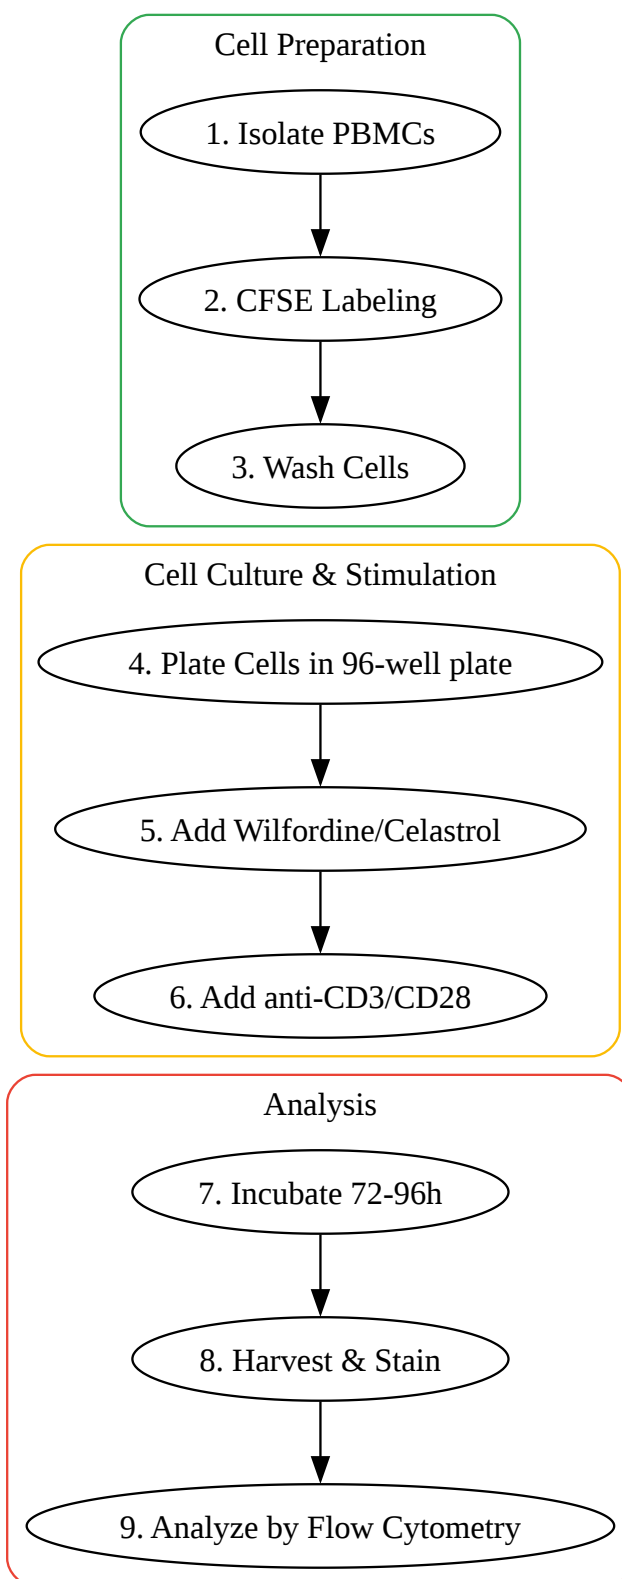 Cell Preparation
1. Isolate PBMCs
2. CFSE Labeling
3. Wash Cells
Cell Culture & Stimulation
4. Plate Cells in 96-well plate
5. Add Wilfordine/Celastrol
6. Add anti-CD3/CD28
Analysis
7. Incubate 72-96h
8. Harvest & Stain
9. Analyze by Flow Cytometry